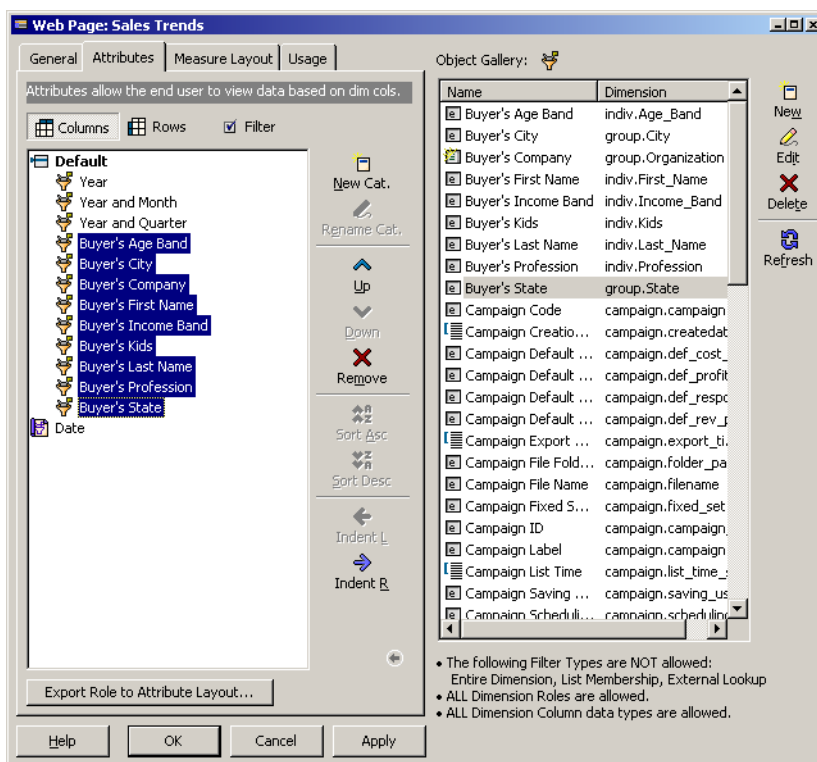 Web Page: Sales Trends
General Attributes Measure Layout Usage
Attributes allow the end user to view data based on dim cols.
Columns Rows Filter
Default
Year
Year and Month
Year and Quarter
Buyer's Age Band
Buyer's City
Buyer's Company
Buyer's First Name
Buyer's Income Band
Buyer's Kids
Buyer's Last Name
Buyer's Profession
Buyer's State
Date
New Cat.
Rename Cat.
Up
Down
Remove
Sort Asc
Sort Desc
Indent L
Indent R
Export Role to Attribute Layout...
Help OK Cancel Apply
Object Gallery:
Name Dimension
Buyer's Age Band indiv.Age_Band
Buyer's City group.City
Buyer's Company group.Organization
Buyer's First Name indiv.First_Name
Buyer's Income Band indiv.Income_Band
Buyer's Kids indiv.Kids
Buyer's Last Name indiv.Last_Name
Buyer's Profession indiv.Profession
Buyer's State group.State
Campaign Code campaign.campaign
Campaign Creatio... campaign.createdat
Campaign Default ... campaign.def_cost_
Campaign Default ... campaign.def_profit
Campaign Default ... campaign.def_respo
Campaign Default ... campaign.def_rev_p
Campaign Export ... campaign.export_ti.
Campaign File Fold... campaign.folder_pa
Campaign File Name campaign.filename
Campaign Fixed S... campaign.fixed_set
Campaign ID campaign.campaign_
Campaign Label campaign.campaign
Campaign List Time campaign.list_time_s
Campaign Saving ... campaign.saving_us
Campaign Scheduli... campaign.scheduling
New
Edit
Delete
Refresh
• The following Filter Types are NOT allowed:
Entire Dimension, List Membership, External Lookup
• ALL Dimension Roles are allowed.
• ALL Dimension Column data types are allowed.